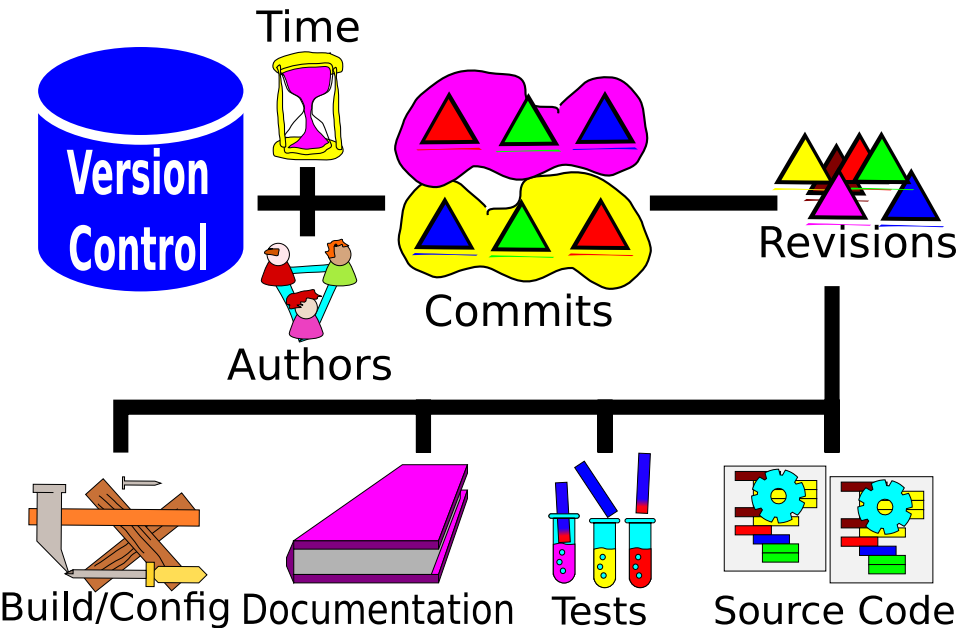 Time
Version
Control
Authors
Commits
Revisions
Build/Config
Documentation
Tests
Source Code